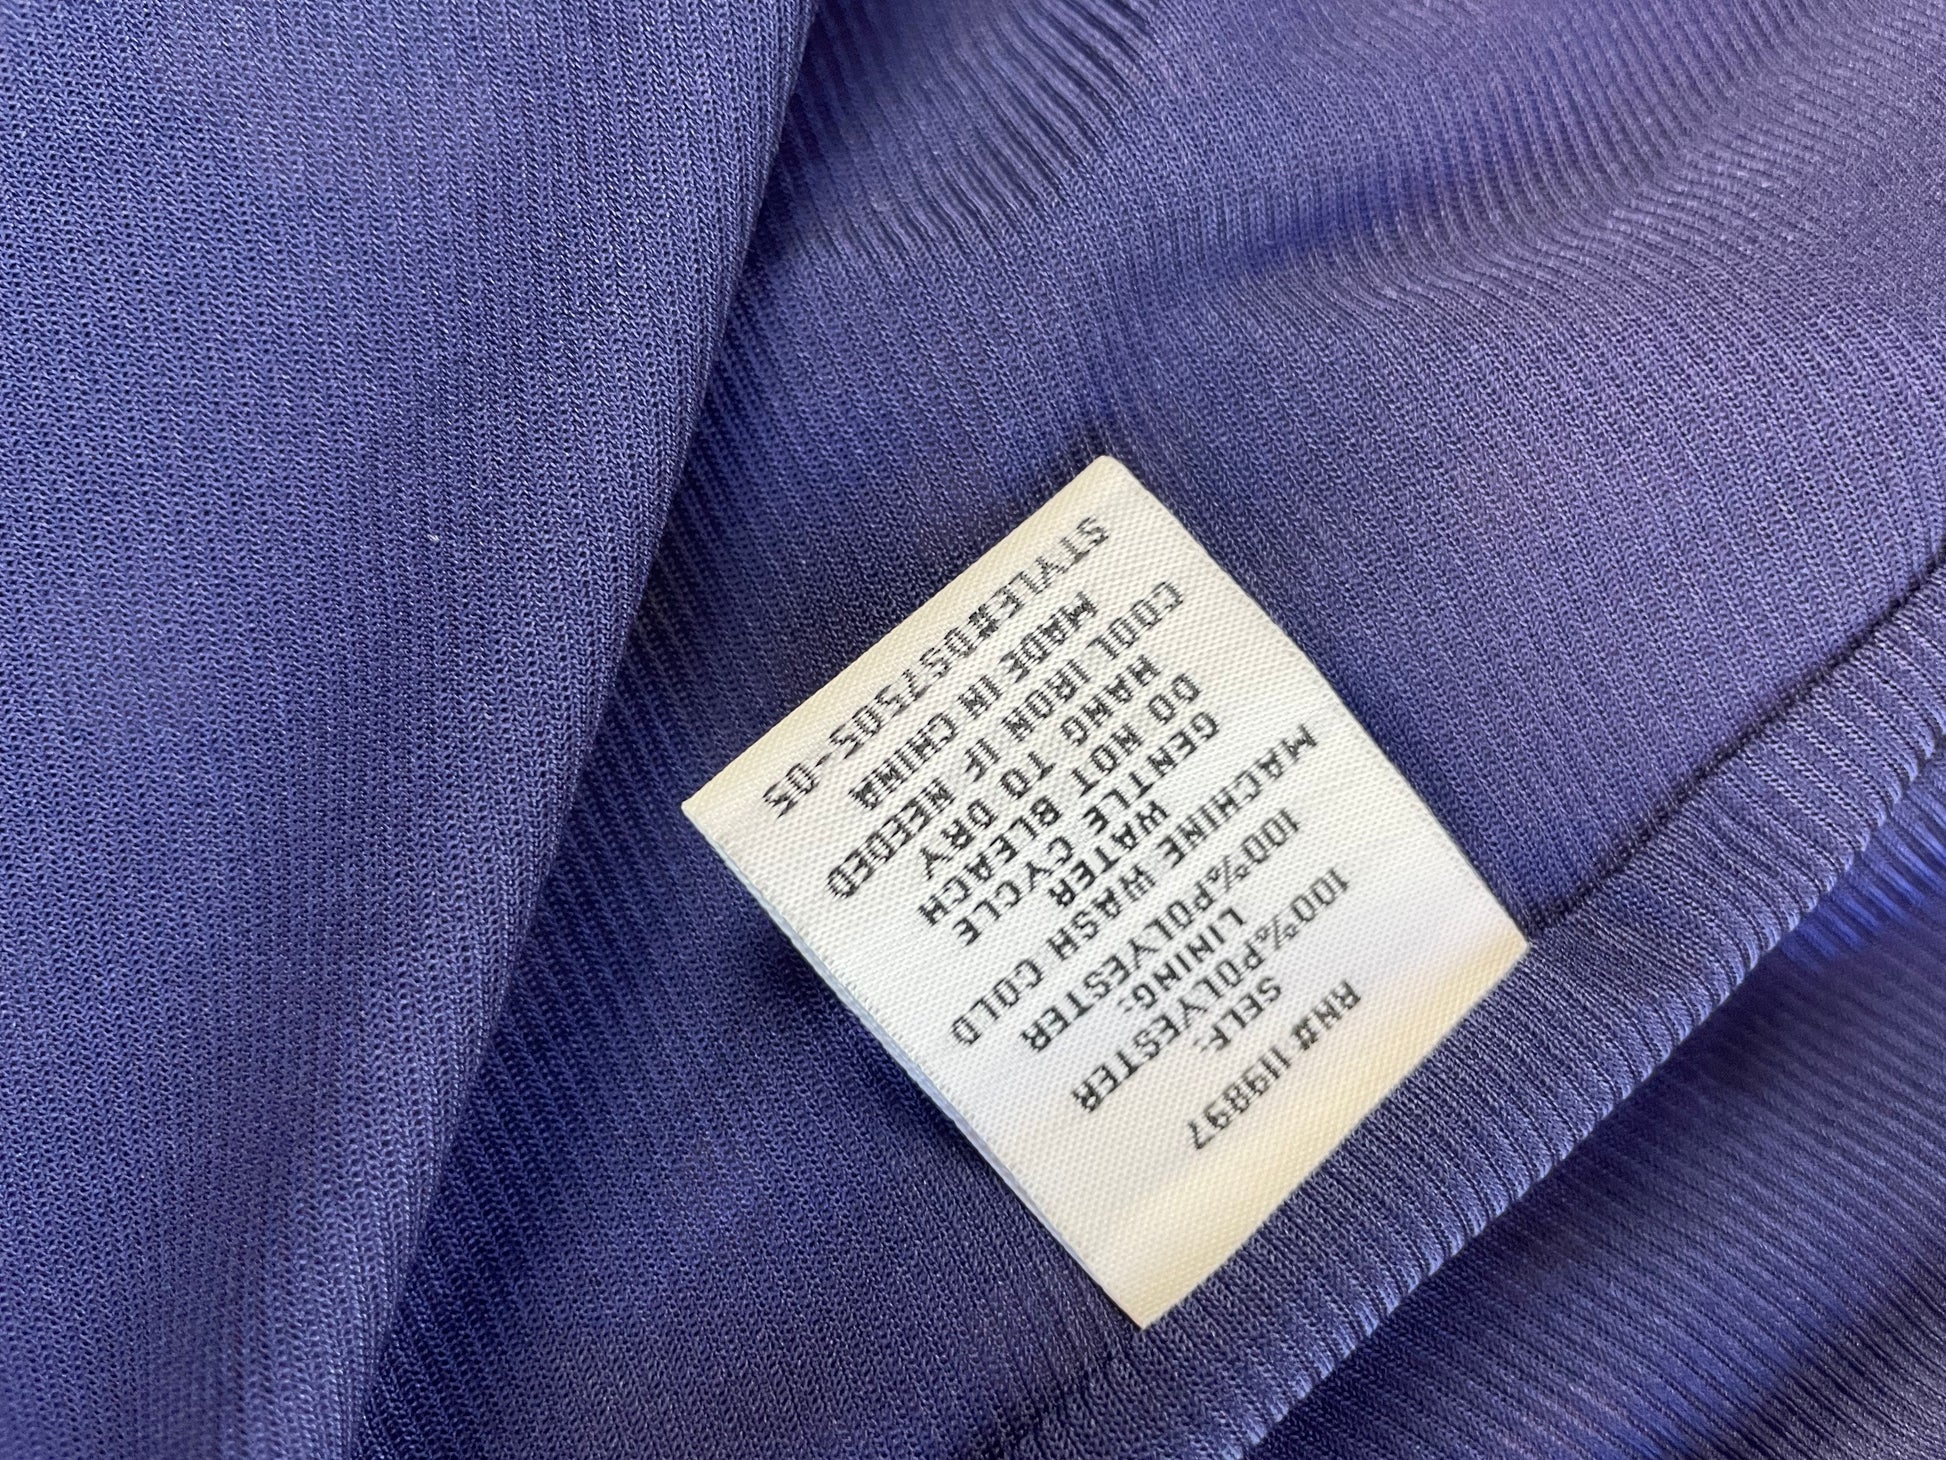 RN# 119897
SELF:
100%POLYESTER
LINING:
100%POLYESTER
MACHINE WASH COLD
WATER
GENTLE CYCLE
DO NOT BLEACH
HANG TO DRY
COOL IRON IF NEEDED
MADE IN CHINA
STYLE#DS7505-05